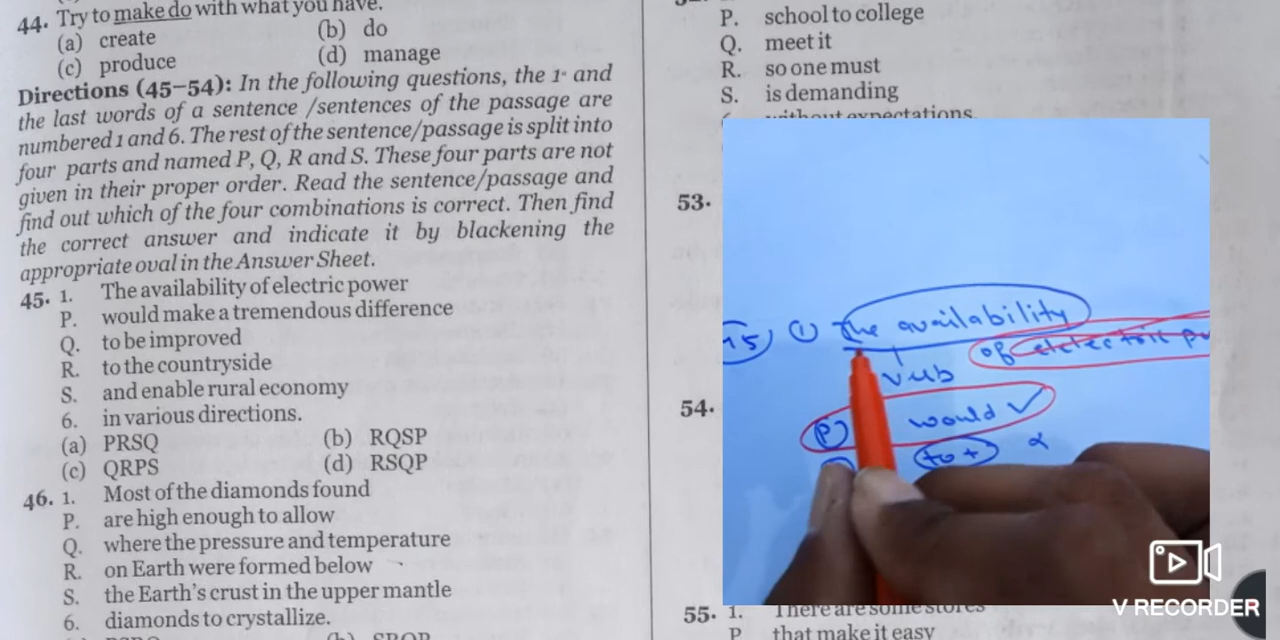 44. Try to make do with what you have.
(a) create (b) do
(c) produce (d) manage
Directions (45–54): In the following questions, the 1st and
the last words of a sentence /sentences of the passage are
numbered 1 and 6. The rest of the sentence/passage is split into
four parts and named P, Q, R and S. These four parts are not
given in their proper order. Read the sentence/passage and
find out which of the four combinations is correct. Then find
the correct answer and indicate it by blackening the
appropriate oval in the Answer Sheet.
45. 1. The availability of electric power
P. would make a tremendous difference
Q. to be improved
R. to the countryside
S. and enable rural economy
6. in various directions.
(a) PRSQ (b) RQSP
(c) QRPS (d) RSQP
46. 1. Most of the diamonds found
P. are high enough to allow
Q. where the pressure and temperature
R. on Earth were formed below
S. the Earth's crust in the upper mantle
6. diamonds to crystallize.
(b) SPQR
P. school to college
Q. meet it
R. so one must
S. is demanding
without expectations.
53.
① The availability
of electric
verb
P) would ✓
to +
54.
55. 1. There are some stores
P. that make it easy
V RECORDER